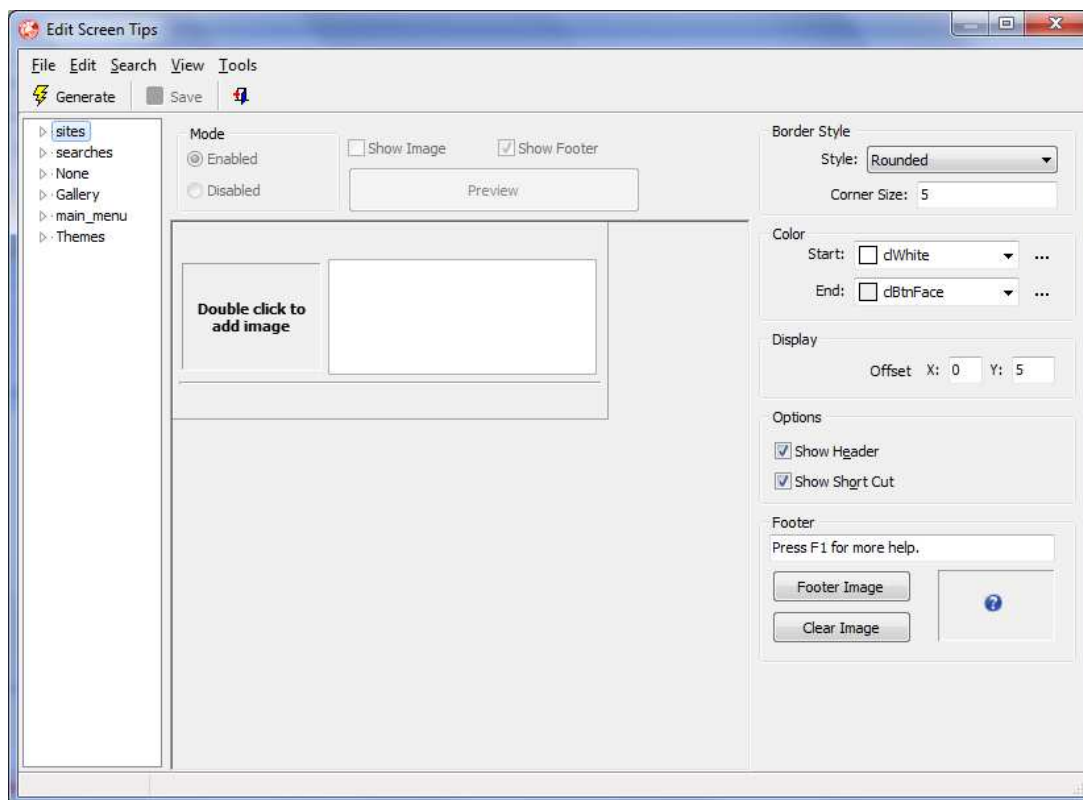 Edit Screen Tips
File Edit Search View Tools
Generate Save
sites
searches
None
Gallery
main_menu
Themes
Mode
Enabled
Disabled
Show Image Show Footer
Preview
Double click to
add image
Border Style
Style: Rounded
Corner Size: 5
Color
Start: clWhite
End: clBtnFace
Display
Offset X: 0 Y: 5
Options
Show Header
Show Short Cut
Footer
Press F1 for more help.
Footer Image
Clear Image